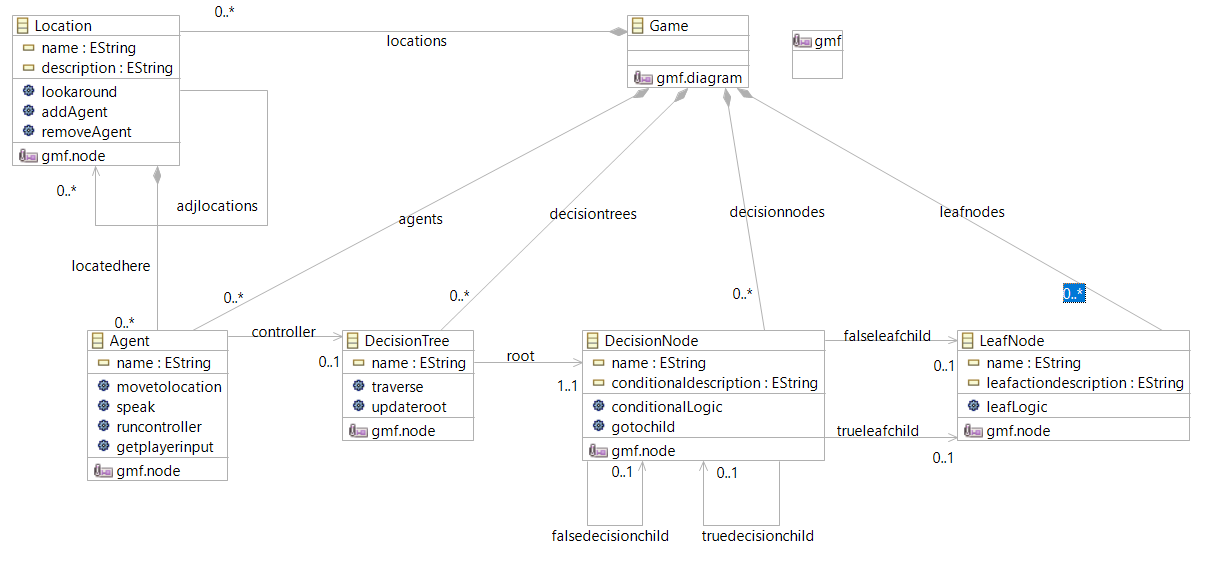 0..*
Location
name : EString
description : EString
lookaround
addAgent
removeAgent
gmf.node
locations
Game
gmf.diagram
gmf
0..*
adjlocations
locatedhere
0..*
agents
0..*
decisiontrees
0..*
decisionnodes
0..*
leafnodes
0..*
Agent
name : EString
movetolocation
speak
runcontroller
getplayerinput
gmf.node
controller
0..1
DecisionTree
name : EString
traverse
updateroot
gmf.node
root
1..1
DecisionNode
name : EString
conditionaldescription : EString
conditionalLogic
gotochild
gmf.node
falseleafchild
0..1
trueleafchild
0..1
LeafNode
name : EString
leafactiondescription : EString
leafLogic
gmf.node
0..1
0..1
falsedecisionchild
truedecisionchild